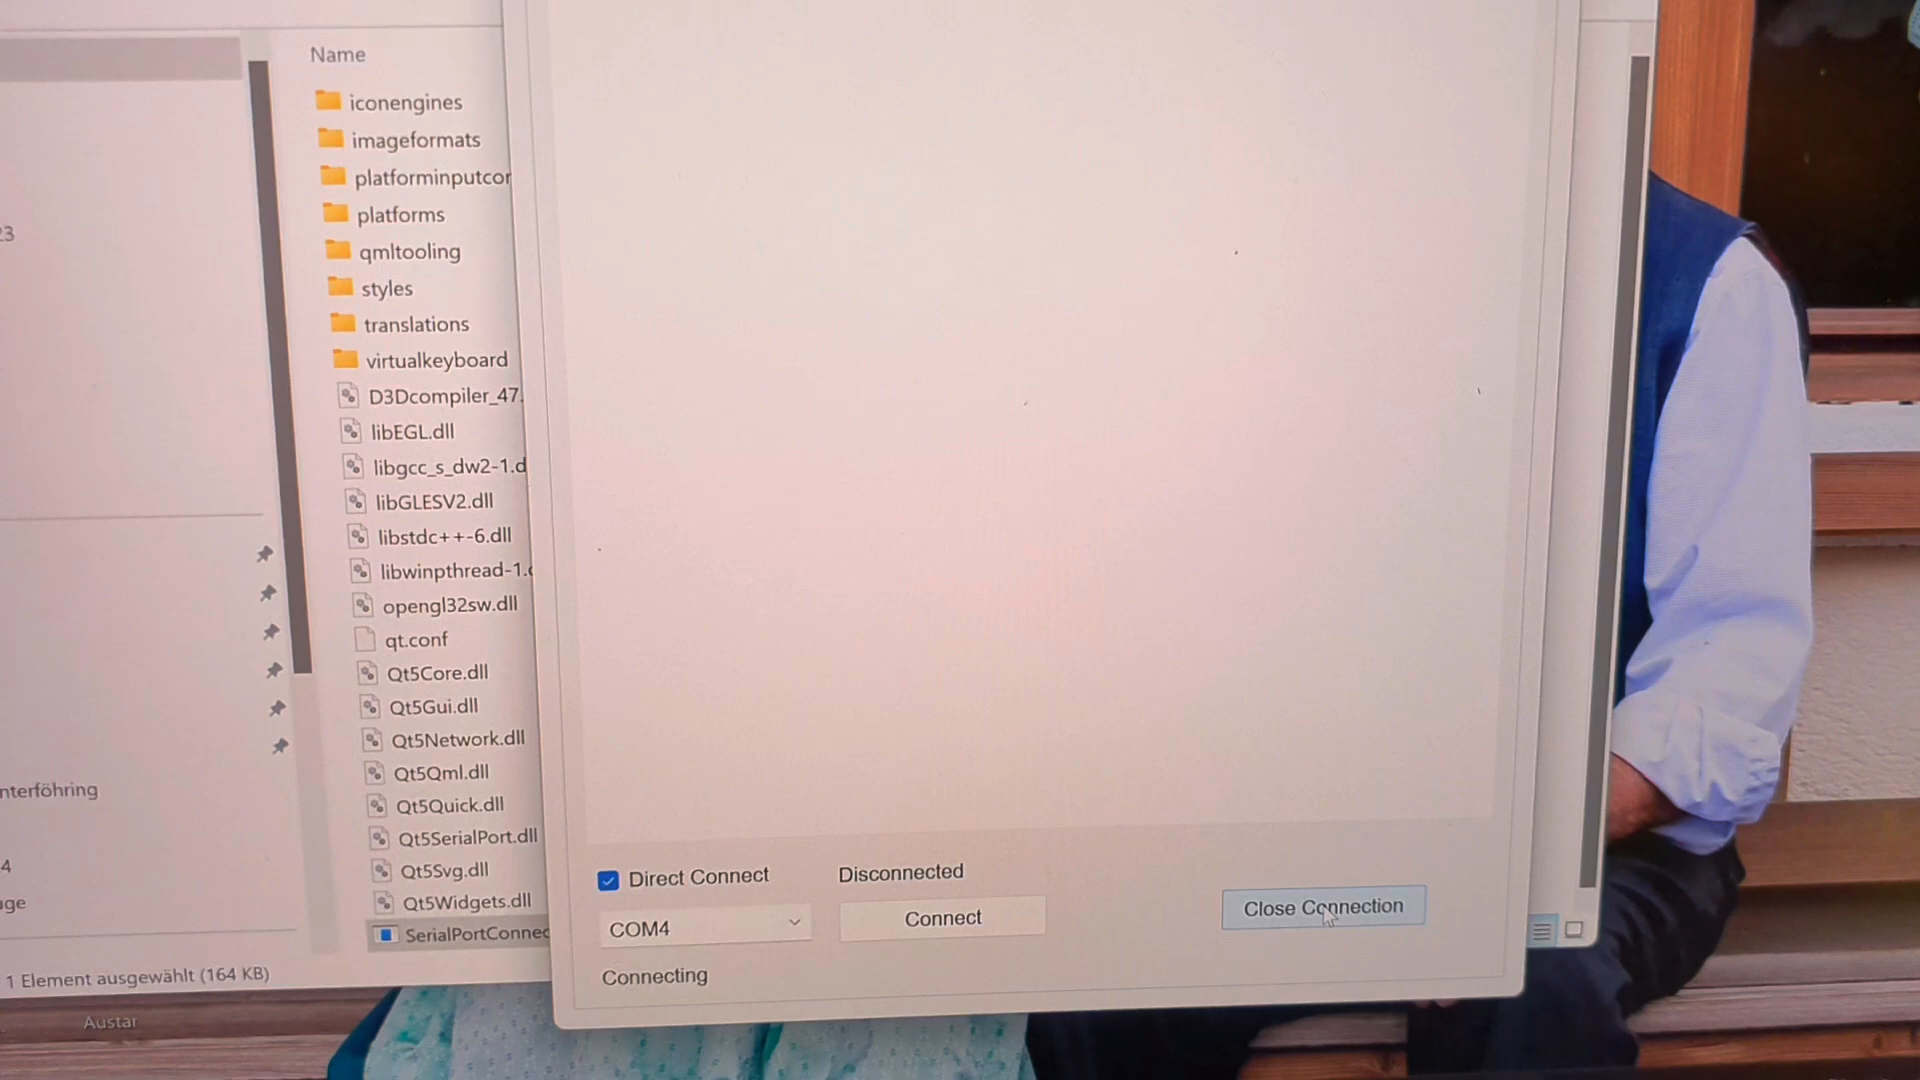 Name
iconengines
imageformats
platforminputcor
platforms
qmltooling
styles
translations
virtualkeyboard
D3Dcompiler_47.
libEGL.dll
libgcc_s_dw2-1.d
libGLESV2.dll
libstdc++-6.dll
libwinpthread-1.
opengl32sw.dll
qt.conf
Qt5Core.dll
Qt5Gui.dll
Qt5Network.dll
Qt5Qml.dll
Qt5Quick.dll
Qt5SerialPort.dll
Qt5Svg.dll
Qt5Widgets.dll
SerialPortConnec
23
nterföhring
4
ge
1 Element ausgewählt (164 KB)
Austar
Direct Connect
Disconnected
COM4
Connect
Close Connection
Connecting